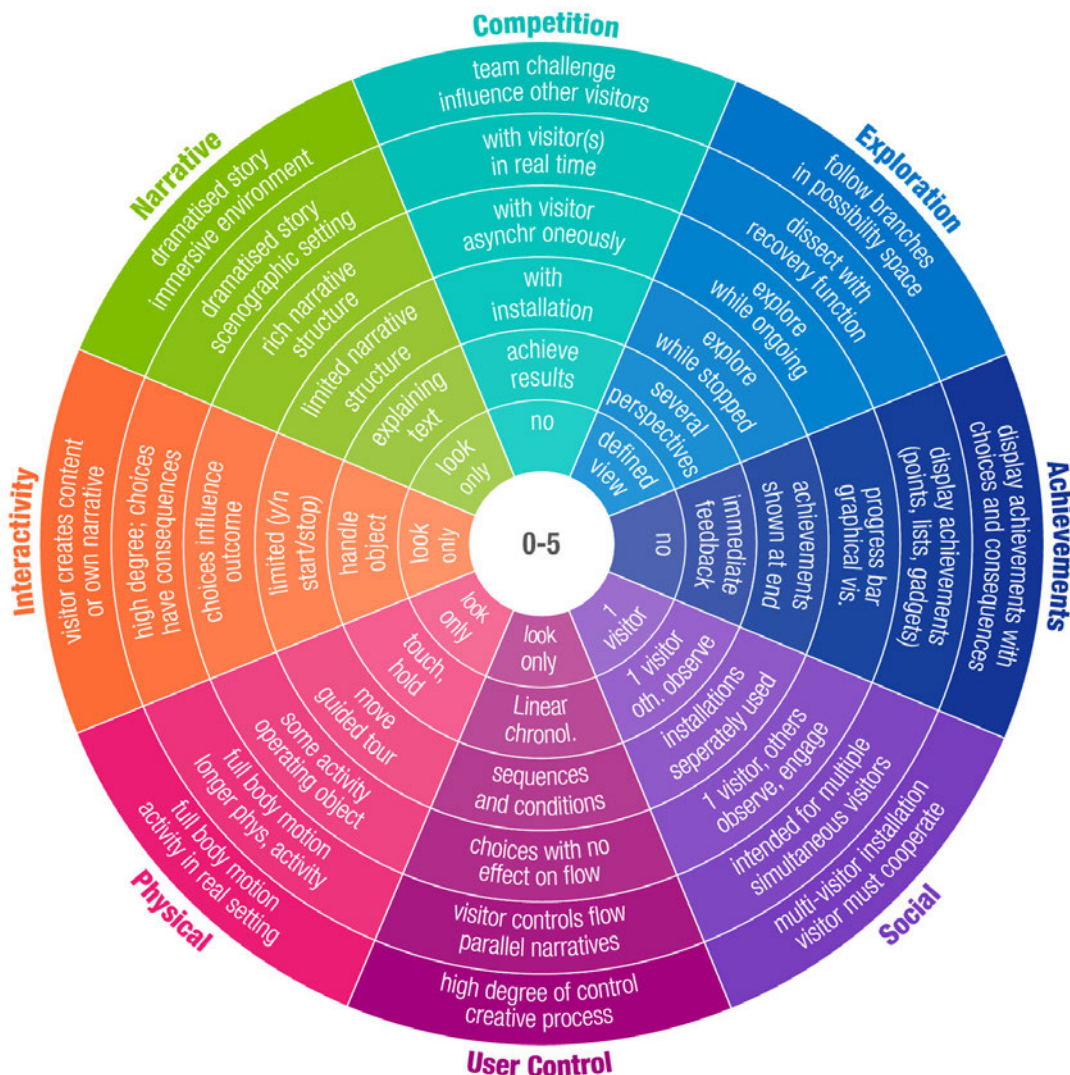 Competition
team challenge
influence other visitors
with visitor(s)
in real time
with visitor
asynchr oneously
with
installation
achieve
results
no
Exploration
follow branches
in possibility space
dissect with
recovery function
explore
while ongoing
explore
while stopped
several
perspectives
defined
view
Achievements
display achievements with
choices and consequences
display achievements
(points, lists, gadgets)
progress bar
graphical vis.
achievements
shown at end
immediate
feedback
no
Social
multi-visitor installation
visitor must cooperate
intended for multiple
simultaneous visitors
1 visitor, others
observe, engage
installations
seperately used
1 visitor
oth. observe
1
visitor
User Control
look
only
Linear
chronol.
sequences
and conditions
choices with no
effect on flow
visitor controls flow
parallel narratives
high degree of control
creative process
Physical
look
only
touch,
hold
move
guided tour
some activity
operating object
full body motion
longer phys, activity
full body motion
activity in real setting
Interactivity
visitor creates content
or own narrative
high degree; choices
have consequences
choices influence
outcome
limited (y/n
start/stop)
handle
object
look
only
Narrative
dramatised story
immersive environment
dramatised story
scenographic setting
rich narrative
structure
limited narrative
structure
explaining
text
look
only
0-5